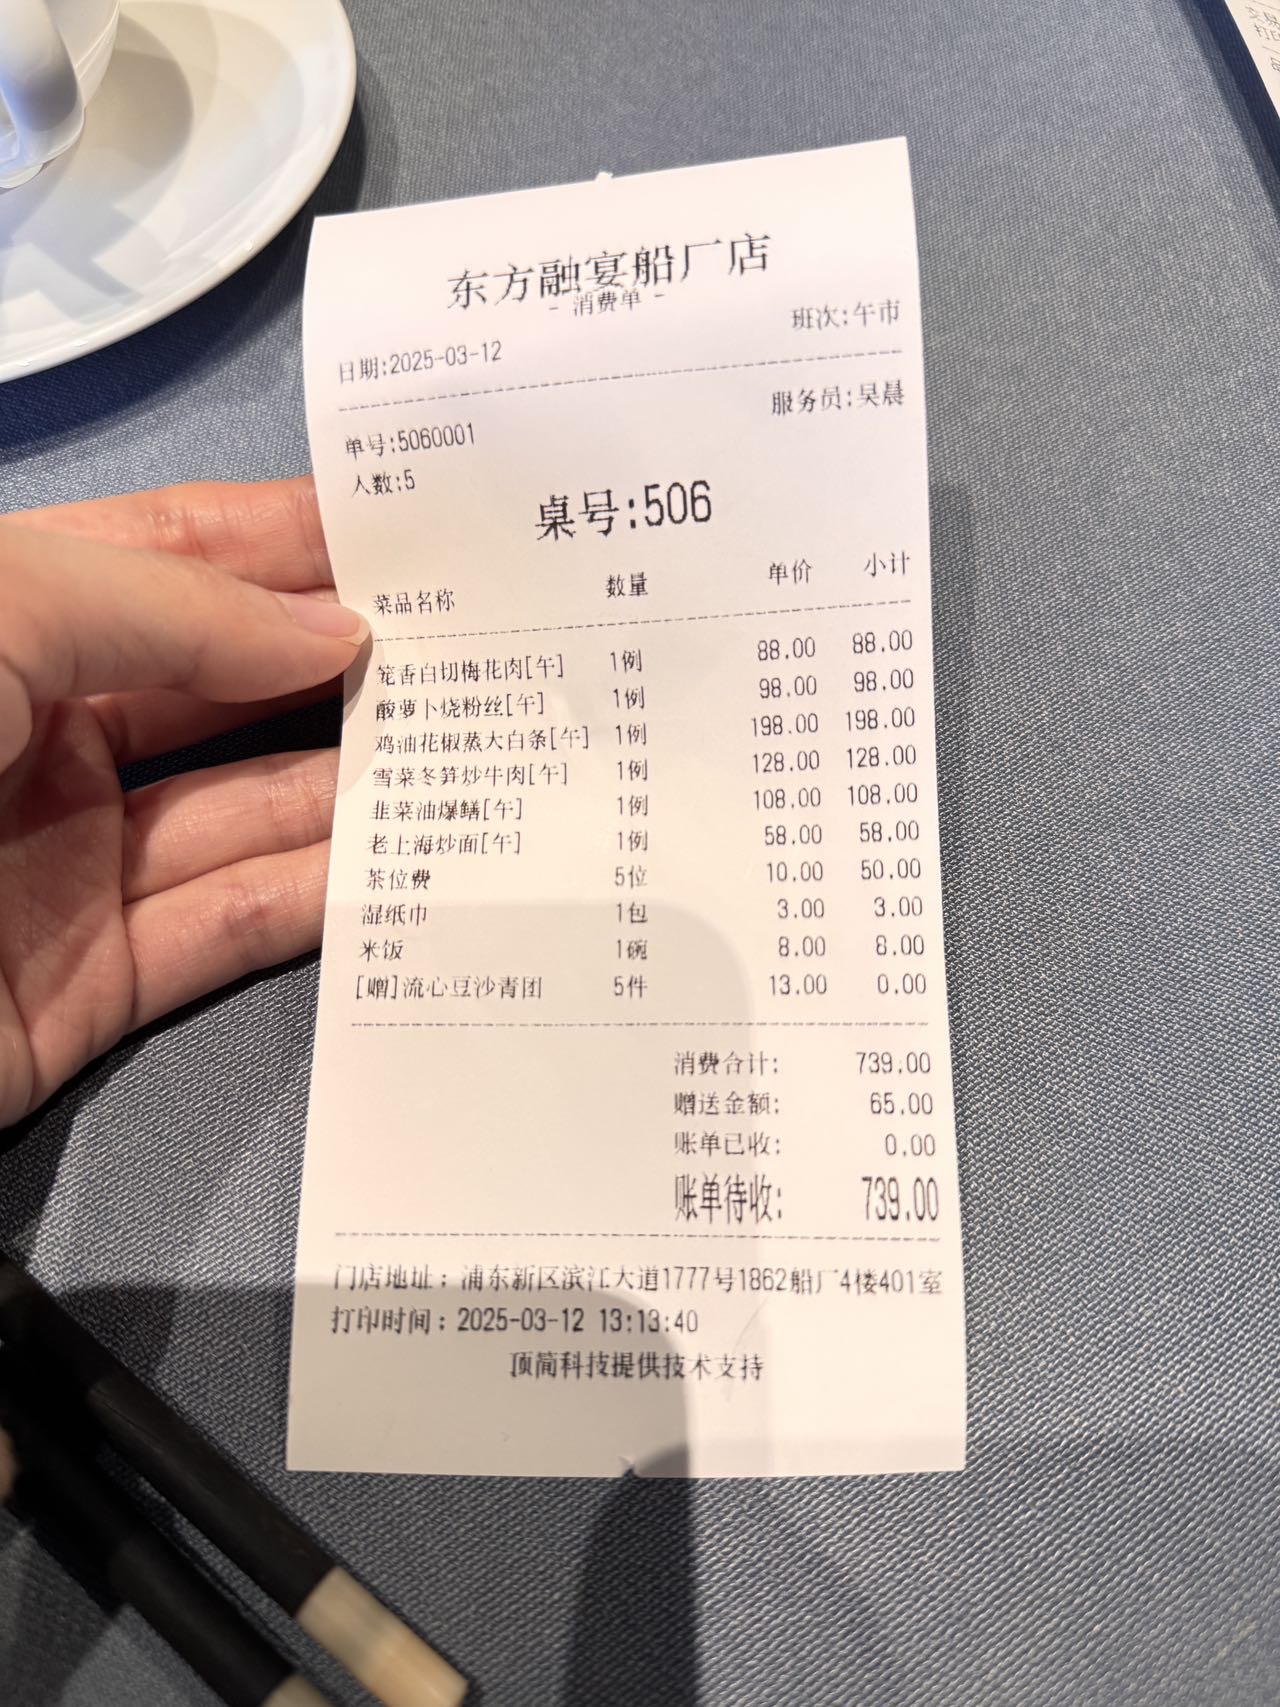 东方融宴船厂店
- 消费单 -
日期:2025-03-12 班次:午市
单号:5060001 服务员:吴晨
人数:5
桌号:506
菜品名称 数量 单价 小计
笼香白切梅花肉[午] 1例 88.00 88.00
酸萝卜烧粉丝[午] 1例 98.00 98.00
鸡油花椒蒸大白条[午] 1例 198.00 198.00
雪菜冬笋炒牛肉[午] 1例 128.00 128.00
韭菜油爆鳝[午] 1例 108.00 108.00
老上海炒面[午] 1例 58.00 58.00
茶位费 5位 10.00 50.00
湿纸巾 1包 3.00 3.00
米饭 1碗 8.00 8.00
[赠]流心豆沙青团 5件 13.00 0.00
消费合计: 739.00
赠送金额: 65.00
账单已收: 0.00
账单待收: 739.00
门店地址：浦东新区滨江大道1777号1862船厂4楼401室
打印时间：2025-03-12 13:13:40
顶简科技提供技术支持